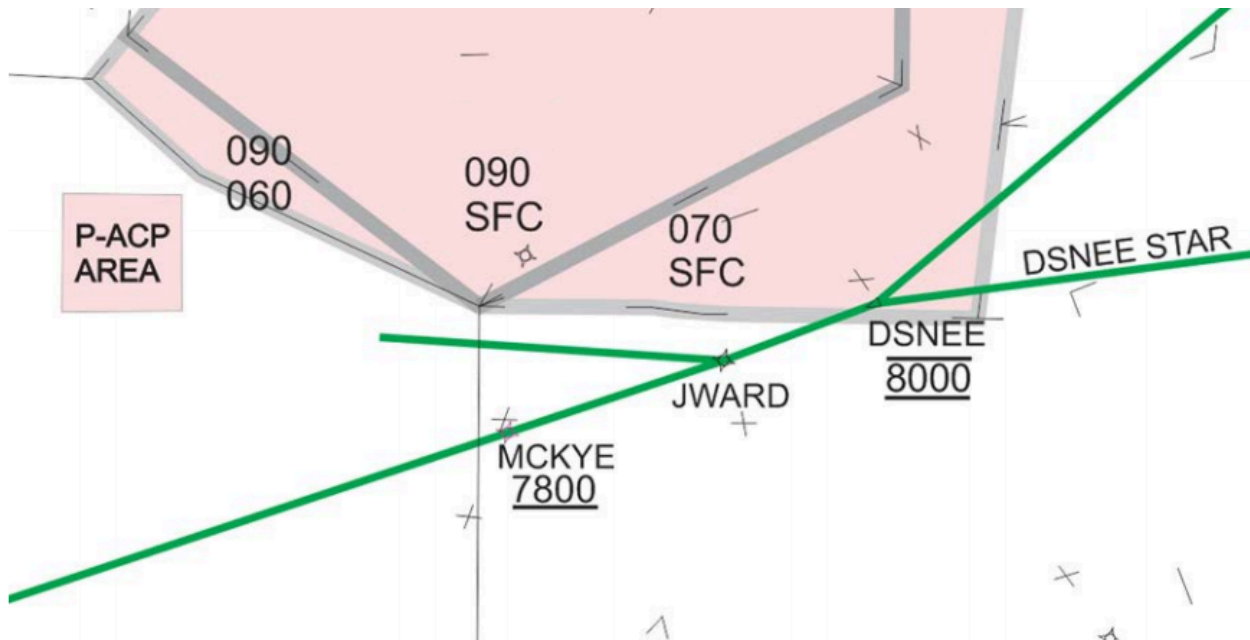 090
060
090
SFC
070
SFC
P-ACP
AREA
DSNEE STAR
DSNEE
8000
JWARD
MCKYE
7800